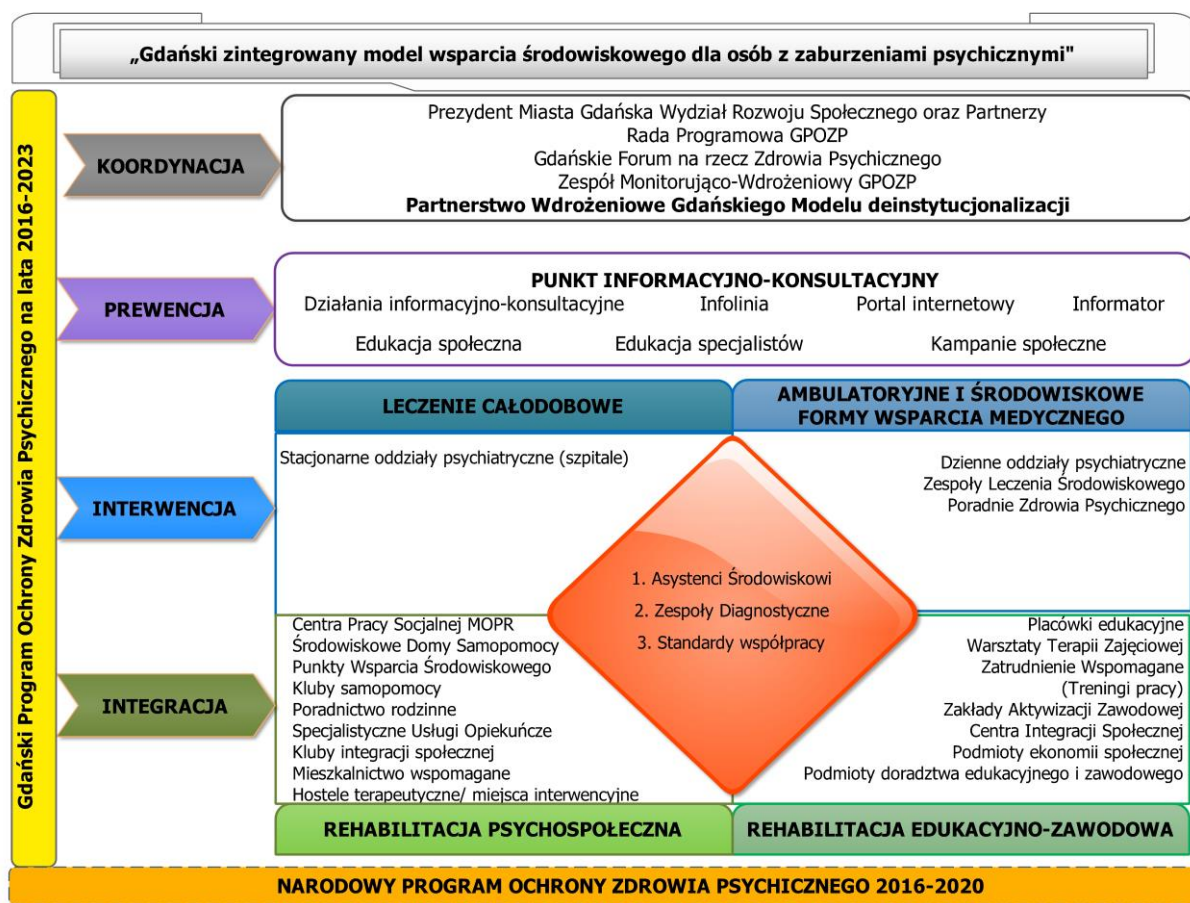 „Gdański zintegrowany model wsparcia środowiskowego dla osób z zaburzeniami psychicznymi"
Gdański Program Ochrony Zdrowia Psychicznego na lata 2016-2023
KOORDYNACJA
Prezydent Miasta Gdańska Wydział Rozwoju Społecznego oraz Partnerzy
Rada Programowa GPOZP
Gdańskie Forum na rzecz Zdrowia Psychicznego
Zespół Monitorująco-Wdrożeniowy GPOZP
Partnerstwo Wdrożeniowe Gdańskiego Modelu deinstytucjonalizacji
PREWENCJA
PUNKT INFORMACYJNO-KONSULTACYJNY
Działania informacyjno-konsultacyjne Infolinia Portal internetowy Informator
Edukacja społeczna Edukacja specjalistów Kampanie społeczne
LECZENIE CAŁODOBOWE
AMBULATORYJNE I ŚRODOWISKOWE
FORMY WSPARCIA MEDYCZNEGO
INTERWENCJA
Stacjonarne oddziały psychiatryczne (szpitale)
Dzienne oddziały psychiatryczne
Zespoły Leczenia Środowiskowego
Poradnie Zdrowia Psychicznego
1. Asystenci Środowiskowi
2. Zespoły Diagnostyczne
3. Standardy współpracy
INTEGRACJA
Centra Pracy Socjalnej MOPR
Środowiskowe Domy Samopomocy
Punkty Wsparcia Środowiskowego
Kluby samopomocy
Poradnictwo rodzinne
Specjalistyczne Usługi Opiekuńcze
Kluby integracji społecznej
Mieszkalnictwo wspomagane
Hostele terapeutyczne/ miejsca interwencyjne
Placówki edukacyjne
Warsztaty Terapii Zajęciowej
Zatrudnienie Wspomagane
(Treningi pracy)
Zakłady Aktywizacji Zawodowej
Centra Integracji Społecznej
Podmioty ekonomii społecznej
Podmioty doradztwa edukacyjnego i zawodowego
REHABILITACJA PSYCHOSPOŁECZNA
REHABILITACJA EDUKACYJNO-ZAWODOWA
NARODOWY PROGRAM OCHRONY ZDROWIA PSYCHICZNEGO 2016-2020